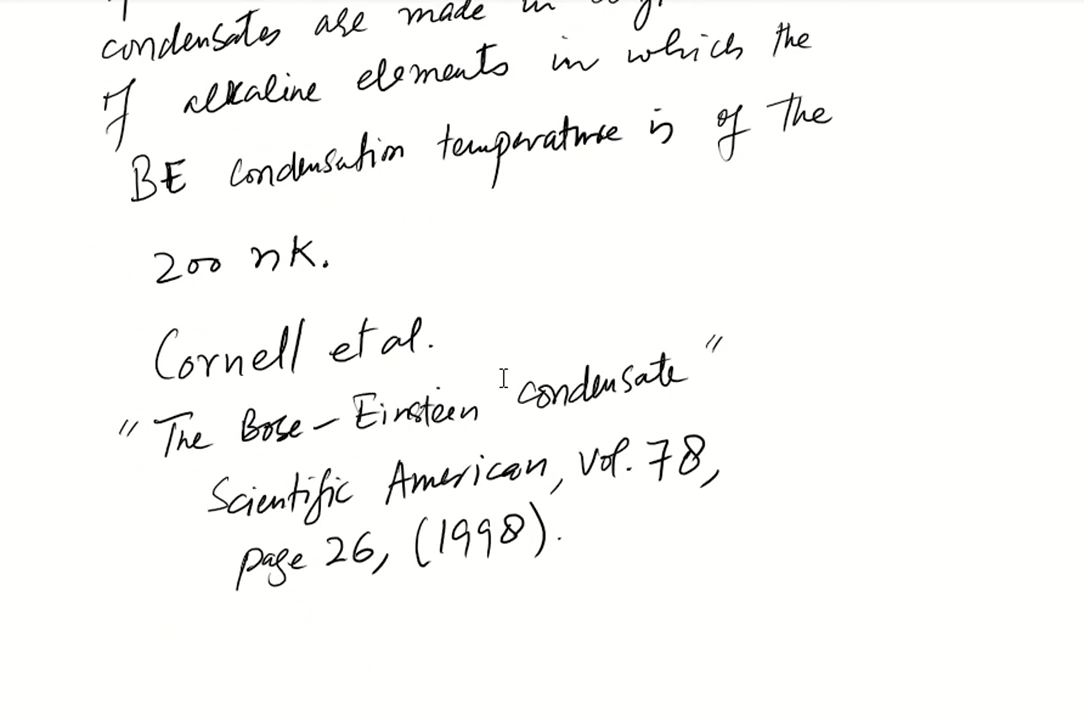 condensates are made in
of alkaline elements in which the
BE condensation temperature is of the
200 nK.
Cornell et al.
"The Bose-Einstein condensate"
Scientific American, vol. 78,
page 26, (1998).